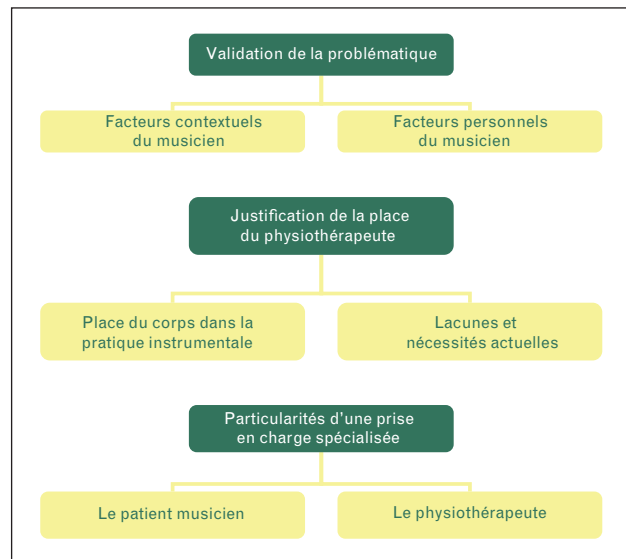 Validation de la problématique
Facteurs contextuels
du musicien
Facteurs personnels
du musicien
Justification de la place
du physiothérapeute
Place du corps dans la
pratique instrumentale
Lacunes et
nécessités actuelles
Particularités d’une prise
en charge spécialisée
Le patient musicien
Le physiothérapeute